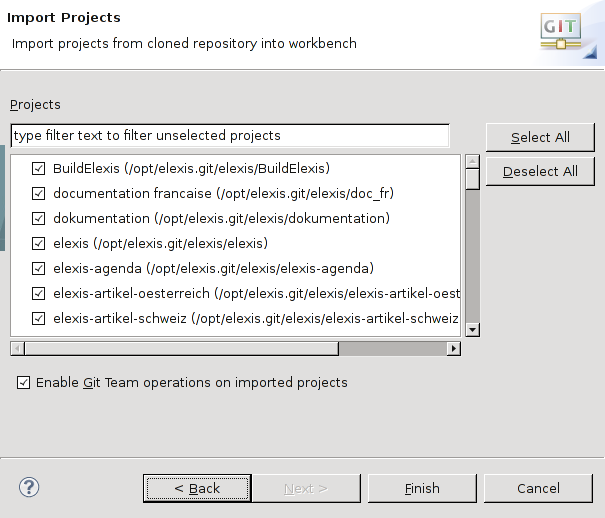 Import Projects
Import projects from cloned repository into workbench
GIT
Projects
type filter text to filter unselected projects
Select All
Deselect All
BuildElexis (/opt/elexis.git/elexis/BuildElexis)
documentation francaise (/opt/elexis.git/elexis/doc_fr)
dokumentation (/opt/elexis.git/elexis/dokumentation)
elexis (/opt/elexis.git/elexis/elexis)
elexis-agenda (/opt/elexis.git/elexis/elexis-agenda)
elexis-artikel-oesterreich (/opt/elexis.git/elexis/elexis-artikel-oest
elexis-artikel-schweiz (/opt/elexis.git/elexis/elexis-artikel-schweiz
Enable Git Team operations on imported projects
?
< Back
Next >
Finish
Cancel